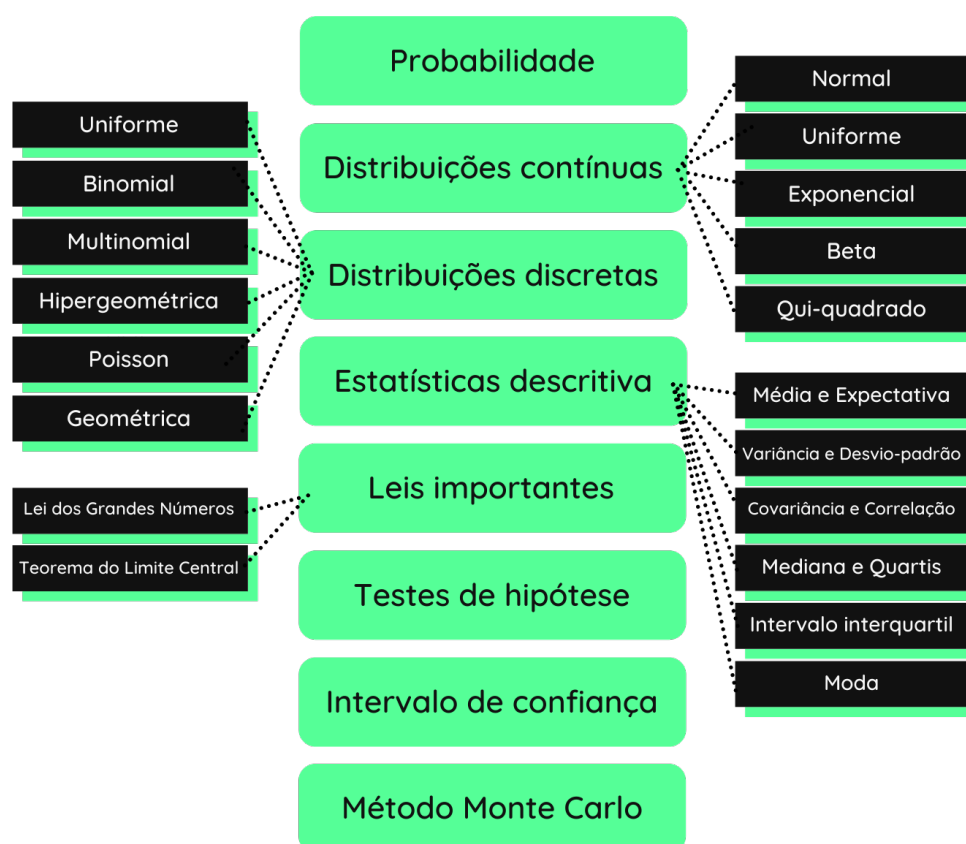 Probabilidade
Distribuições contínuas
Normal
Uniforme
Exponencial
Beta
Qui-quadrado
Distribuições discretas
Uniforme
Binomial
Multinomial
Hipergeométrica
Poisson
Geométrica
Estatísticas descritiva
Média e Expectativa
Variância e Desvio-padrão
Covariância e Correlação
Mediana e Quartis
Intervalo interquartil
Moda
Leis importantes
Lei dos Grandes Números
Teorema do Limite Central
Testes de hipótese
Intervalo de confiança
Método Monte Carlo